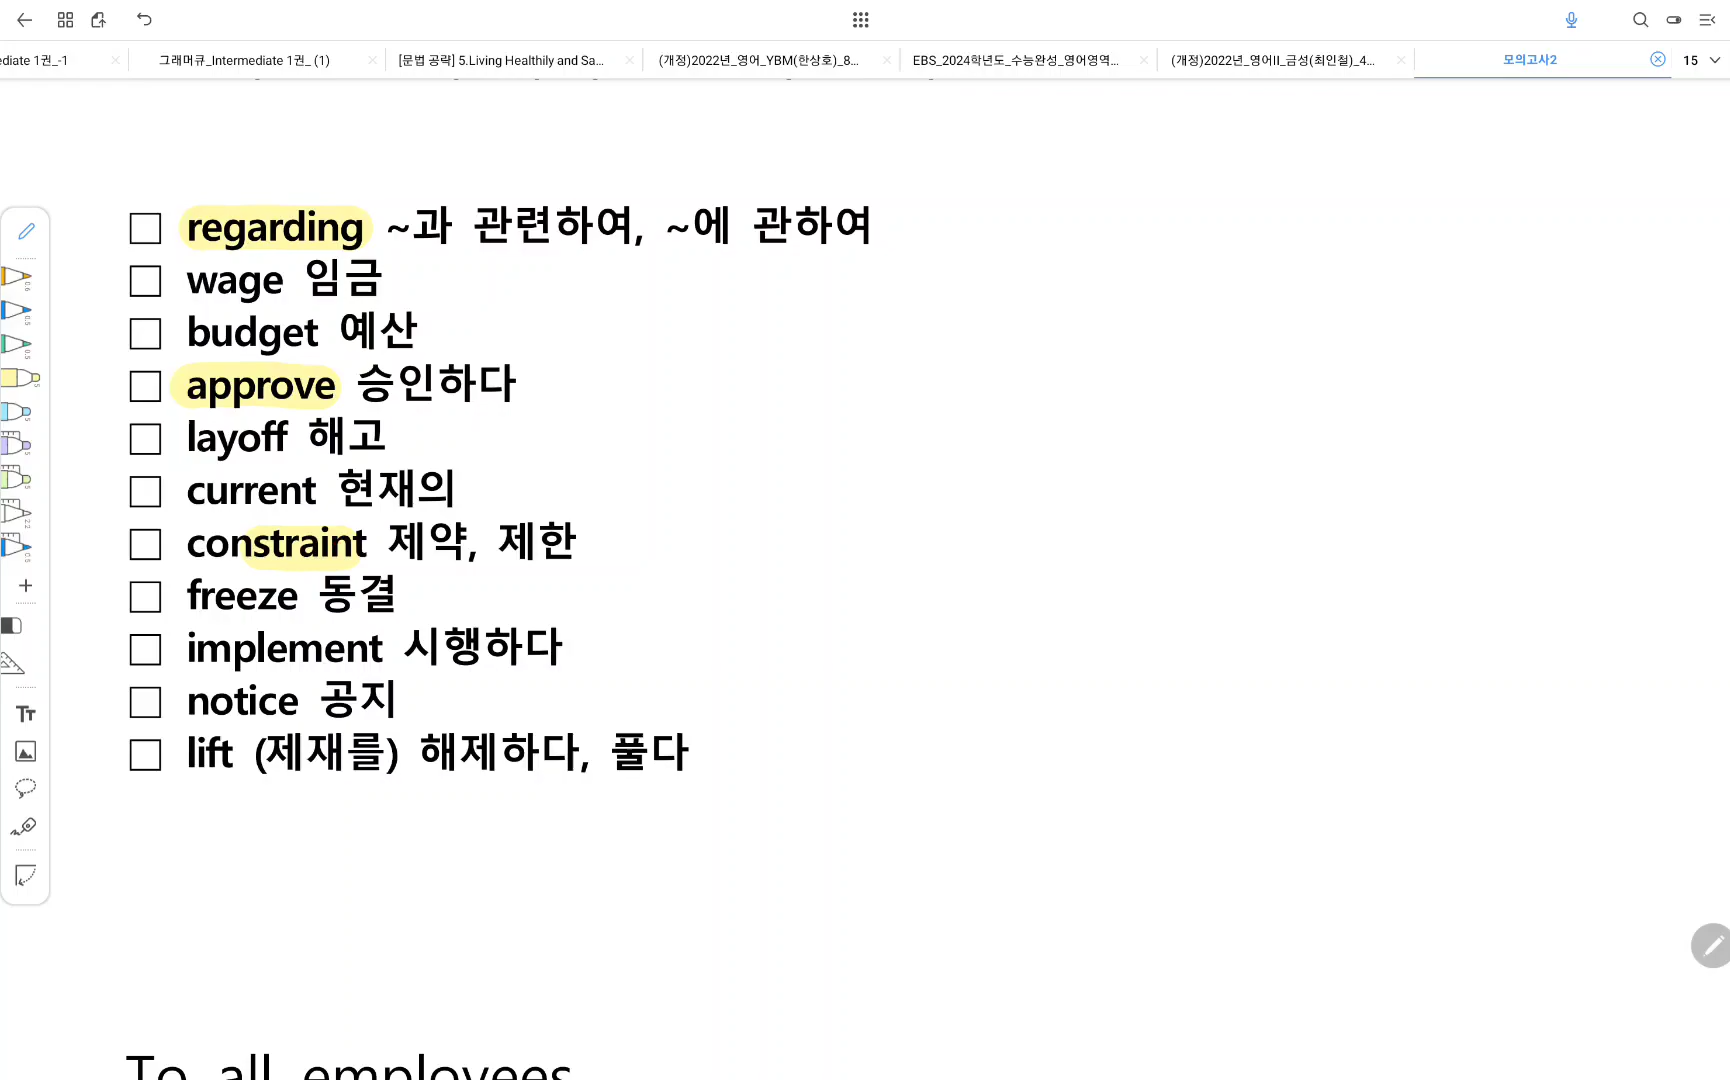 ediate 1권_-1
그래머큐_Intermediate 1권_ (1)
[문법 공략] 5.Living Healthily and Sa...
(개정)2022년_영어_YBM(한상호)_8...
EBS_2024학년도_수능완성_영어영역...
(개정)2022년_영어II_금성(최인철)_4...
모의고사2
15
regarding ~과 관련하여, ~에 관하여
wage 임금
budget 예산
approve 승인하다
layoff 해고
current 현재의
constraint 제약, 제한
freeze 동결
implement 시행하다
notice 공지
lift (제재를) 해제하다, 풀다
To all employees